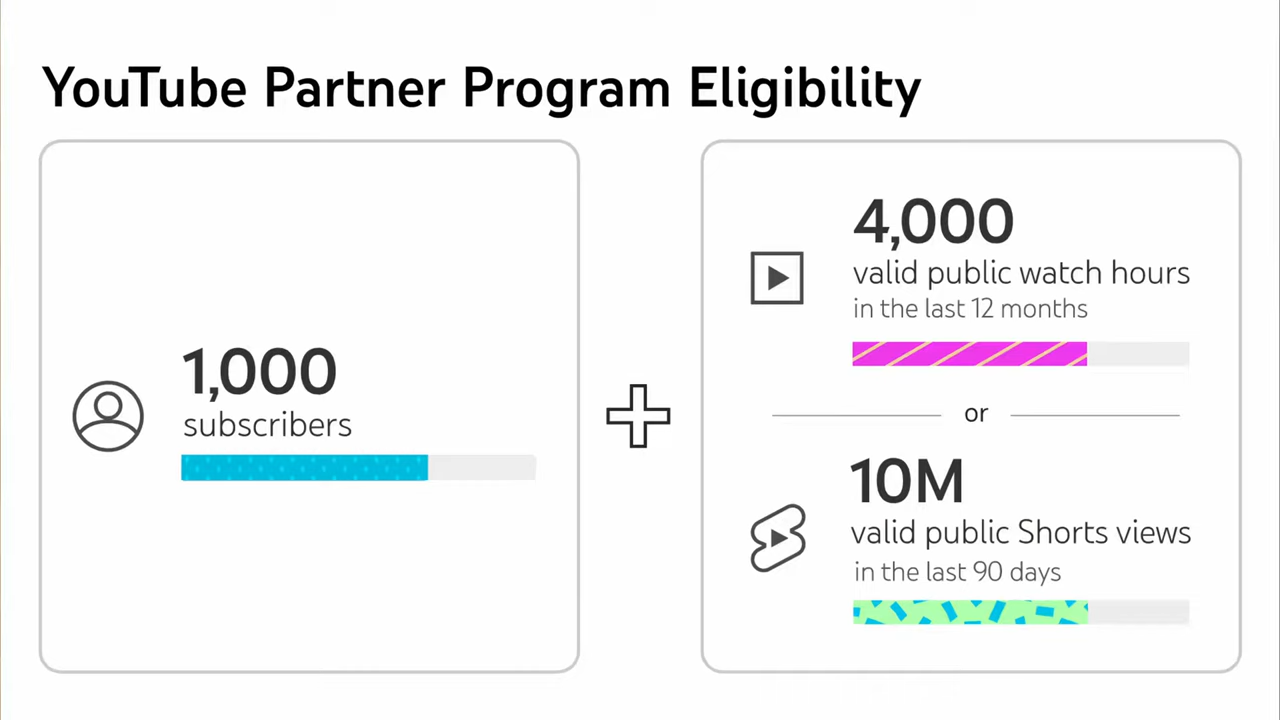 YouTube Partner Program Eligibility
1,000
subscribers
4,000
valid public watch hours
in the last 12 months
or
10M
valid public Shorts views
in the last 90 days